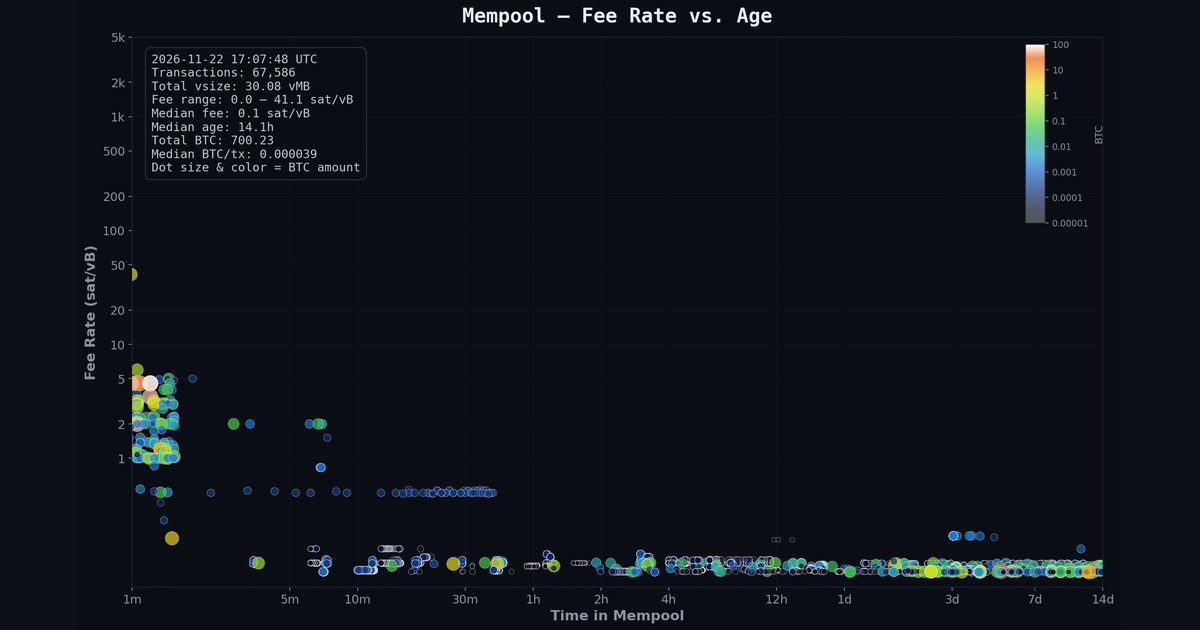 Mempool — Fee Rate vs. Age
2026-11-22 17:07:48 UTC
Transactions: 67,586
Total vsize: 30.08 vMB
Fee range: 0.0 – 41.1 sat/vB
Median fee: 0.1 sat/vB
Median age: 14.1h
Total BTC: 700.23
Median BTC/tx: 0.000039
Dot size & color = BTC amount
100
10
1
0.1
0.01
0.001
0.0001
0.00001
BTC
Fee Rate (sat/vB)
5k
2k
1k
500
200
100
50
20
10
5
2
1
1m
5m
10m
30m
1h
2h
4h
12h
1d
3d
7d
14d
Time in Mempool